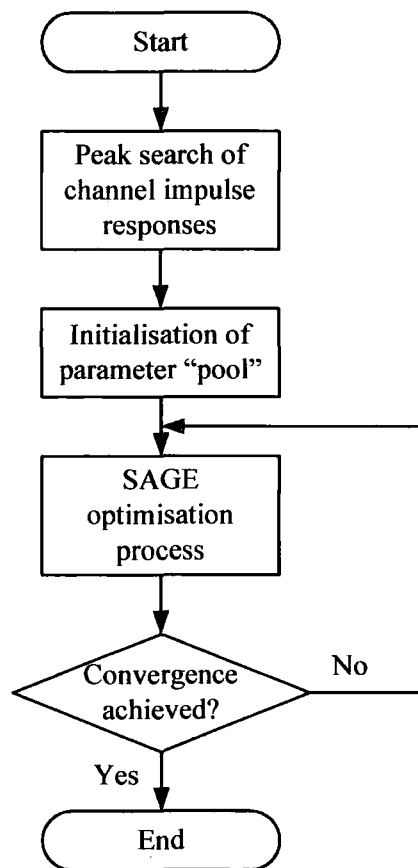 Start
Peak search of
channel impulse
responses
Initialisation of
parameter “pool”
SAGE
optimisation
process
Convergence
achieved?
No
Yes
End